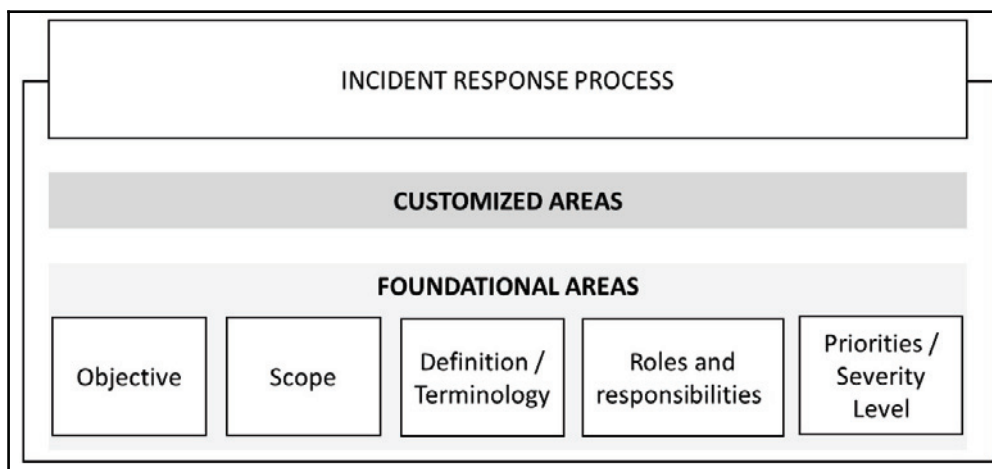 INCIDENT RESPONSE PROCESS
CUSTOMIZED AREAS
FOUNDATIONAL AREAS
Objective
Scope
Definition /
Terminology
Roles and
responsibilities
Priorities /
Severity
Level